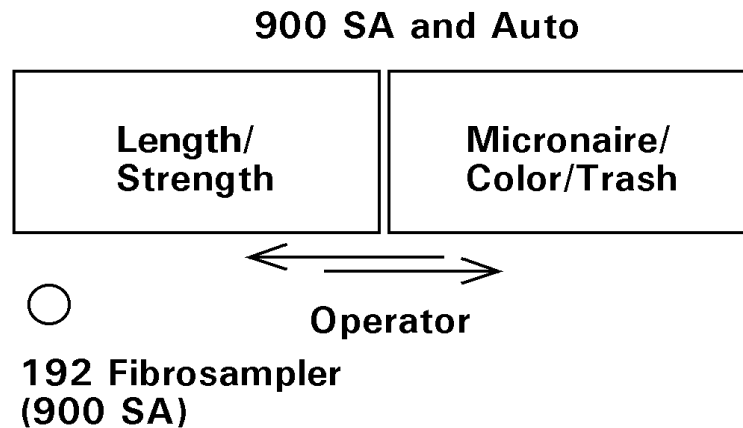 900 SA and Auto
Length/
Strength
Micronaire/
Color/Trash
Operator
192 Fibrosampler
(900 SA)